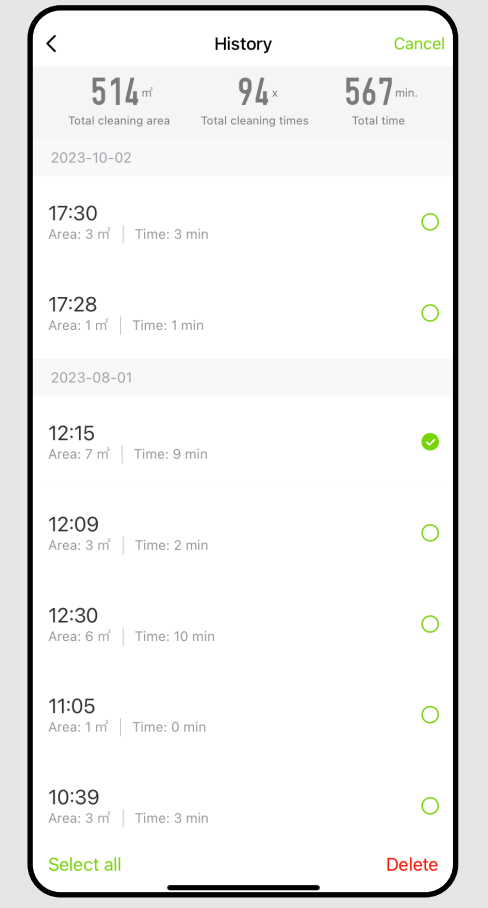 History
Cancel
514㎡ 94x 567min.
Total cleaning area Total cleaning times Total time
2023-10-02
17:30
Area: 3 ㎡ | Time: 3 min
17:28
Area: 1 ㎡ | Time: 1 min
2023-08-01
12:15
Area: 7 ㎡ | Time: 9 min
12:09
Area: 3 ㎡ | Time: 2 min
12:30
Area: 6 ㎡ | Time: 10 min
11:05
Area: 1 ㎡ | Time: 0 min
10:39
Area: 3 ㎡ | Time: 3 min
Select all
Delete